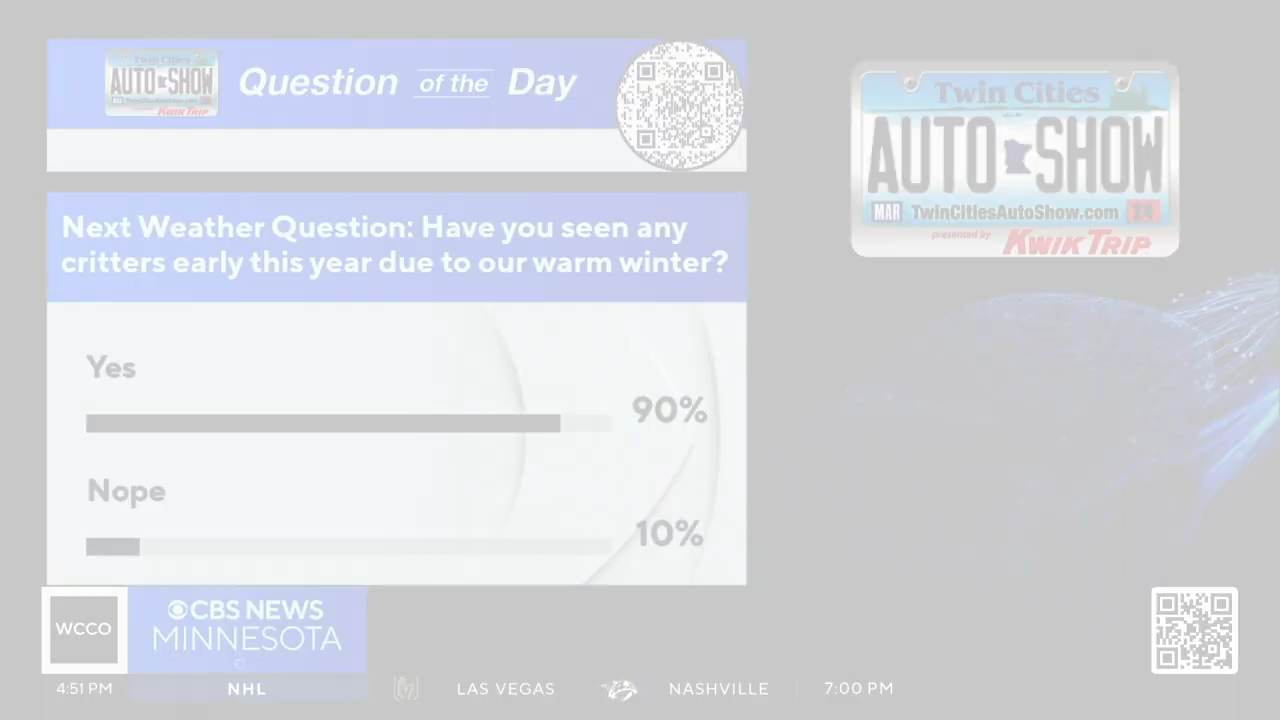 Twin Cities
AUTO SHOW
KWIK TRIP
Question of the Day
Twin Cities
AUTO SHOW
MAR TwinCitiesAutoShow.com 24
presented by KWIK TRIP
Next Weather Question: Have you seen any
critters early this year due to our warm winter?
Yes
90%
Nope
10%
WCCO
CBS NEWS
MINNESOTA
4:51 PM NHL LAS VEGAS NASHVILLE 7:00 PM